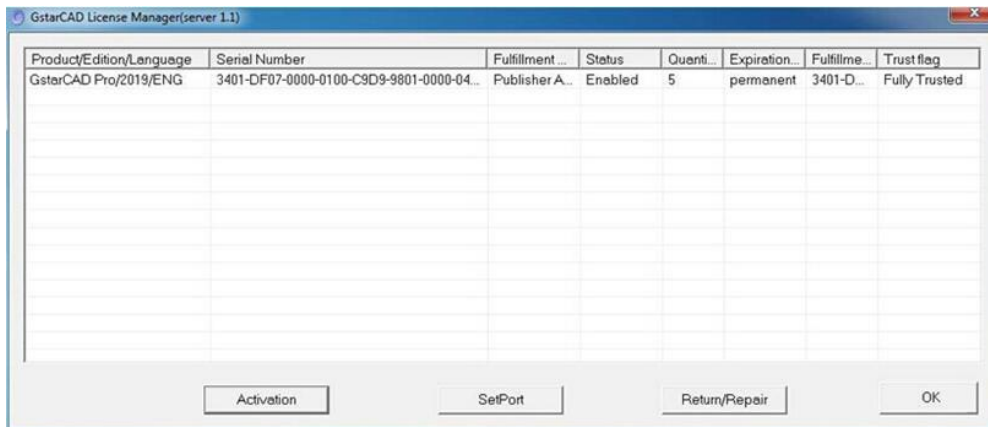 GstarCAD License Manager(server 1.1)
Product/Edition/Language Serial Number Fulfillment ... Status Quanti... Expiration... Fulfillme... Trust flag
GstarCAD Pro/2019/ENG 3401-DF07-0000-0100-C9D9-9801-0000-04... Publisher A... Enabled 5 permanent 3401-D... Fully Trusted
Activation SetPort Return/Repair OK